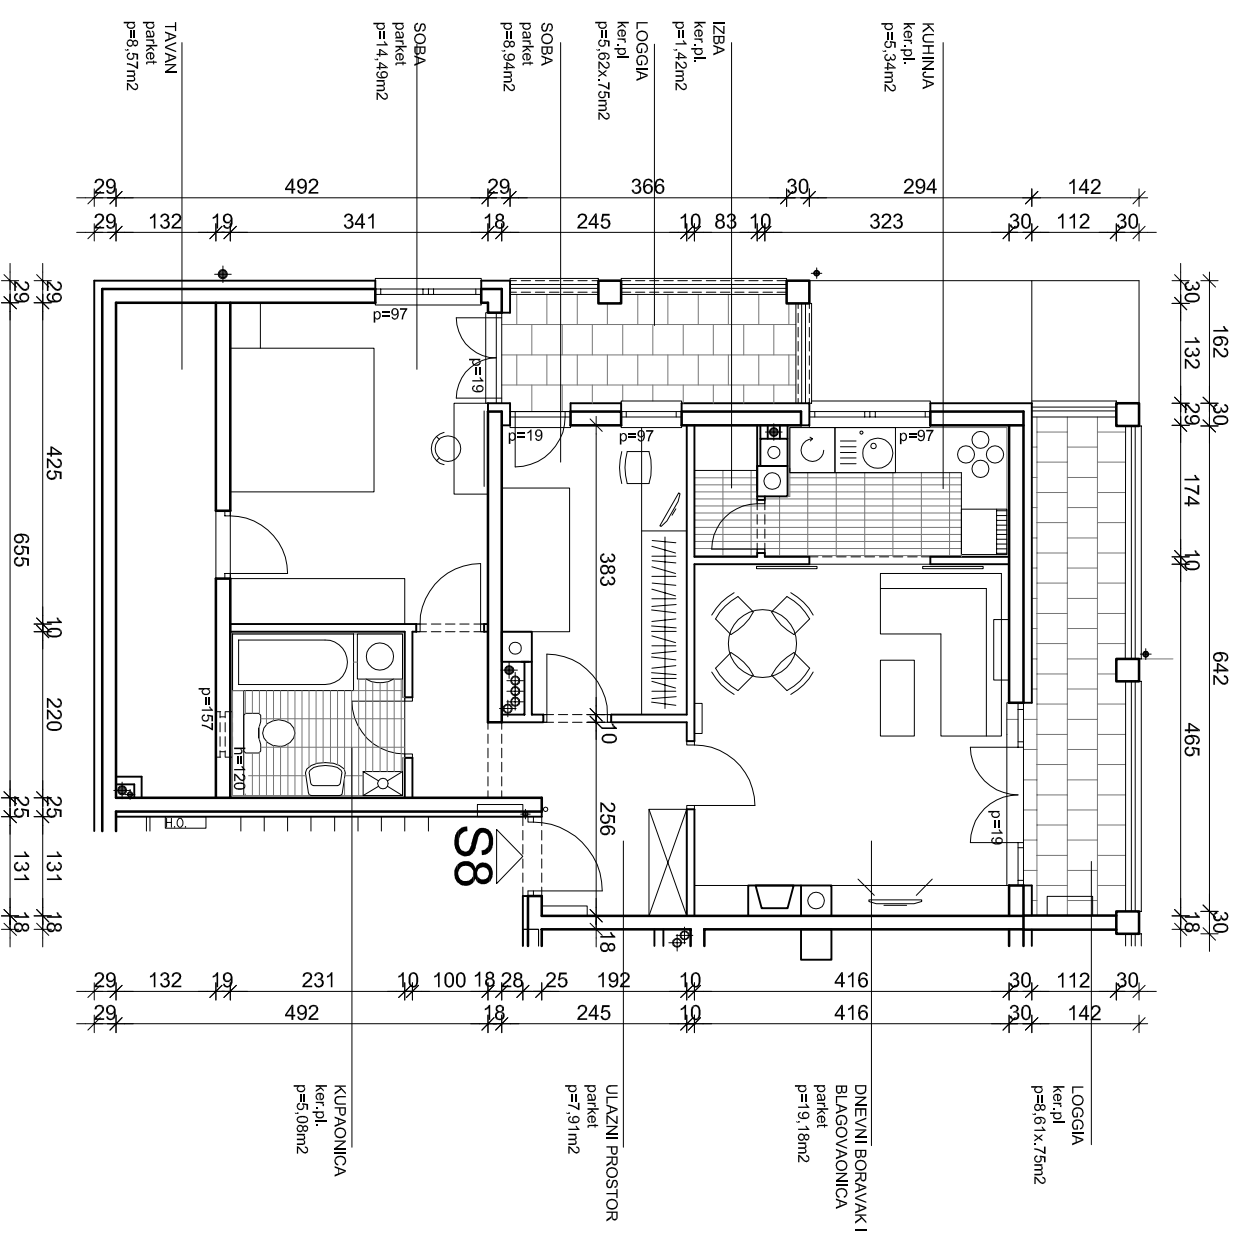 TAVAN
parket
p=8,57m2
SOBA
parket
p=14,49m2
SOBA
parket
p=8,94m2
LOGGIA
ker.pl
p=5,62x.75m2
IZBA
ker.pl.
p=1,42m2
KUHINJA
ker.pl.
p=5,34m2
29 492 29 366 30 294 142
29 132 19 341 18 245 10 83 10 323 30 112 30
29 655 25 131 18
29 425 10 220 25 131 18
30 132 29 174 10 465 18
162 30 642 30
p=97
p=19
p=19
p=97
p=97
383
10
p=157
h=120
256
p=19
H.O.
S8
18
29 132 19 231 10 100 18 28 25 192 10 416 30 112 30
29 492 18 245 10 416 30 142
KUPAONICA
ker.pl.
p=5,08m2
ULAZNI PROSTOR
parket
p=7,91m2
DNEVNI BORAVAK I
BLAGOVAONICA
parket
p=19,18m2
LOGGIA
ker.pl
p=8,61x.75m2